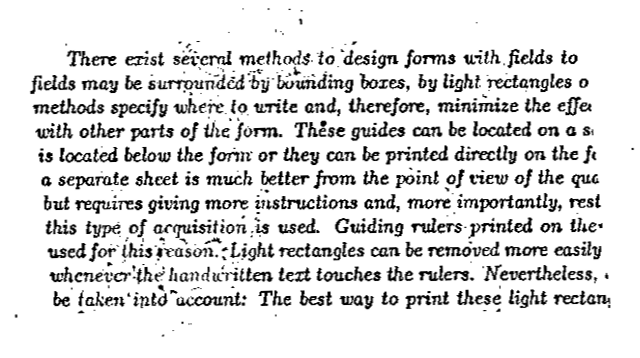 There exist several methods to design forms with fields to
fields may be surrounded by bounding boxes, by light rectangles o
methods specify where to write and, therefore, minimize the effe
with other parts of the form. These guides can be located on a s
is located below the form or they can be printed directly on the f
a separate sheet is much better from the point of view of the qua
but requires giving more instructions and, more importantly, rest
this type of acquisition is used. Guiding rulers printed on the
used for this reason. Light rectangles can be removed more easily
whenever the handwritten text touches the rulers. Nevertheless,
be taken into account: The best way to print these light rectan